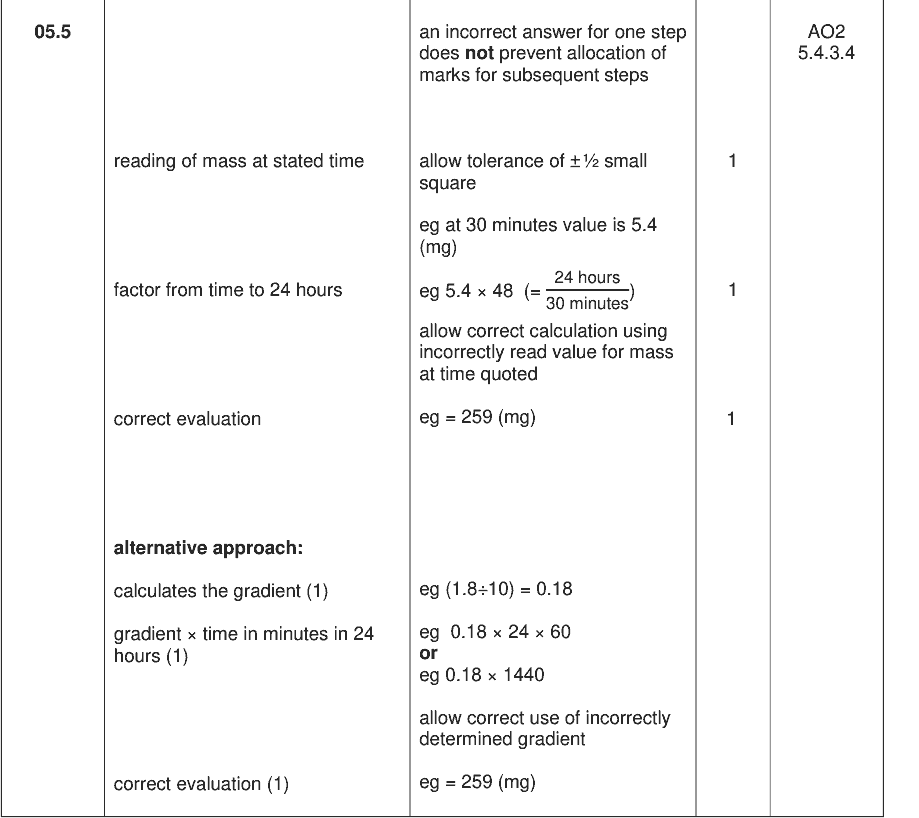 05.5
an incorrect answer for one step
does not prevent allocation of
marks for subsequent steps
AO2
5.4.3.4
reading of mass at stated time
allow tolerance of ±½ small
square
1
eg at 30 minutes value is 5.4
(mg)
factor from time to 24 hours
eg 5.4 × 48 (= 24 hours
30 minutes)
1
allow correct calculation using
incorrectly read value for mass
at time quoted
correct evaluation
eg = 259 (mg)
1
alternative approach:
calculates the gradient (1)
eg (1.8÷10) = 0.18
gradient × time in minutes in 24
hours (1)
eg 0.18 × 24 × 60
or
eg 0.18 × 1440
allow correct use of incorrectly
determined gradient
correct evaluation (1)
eg = 259 (mg)